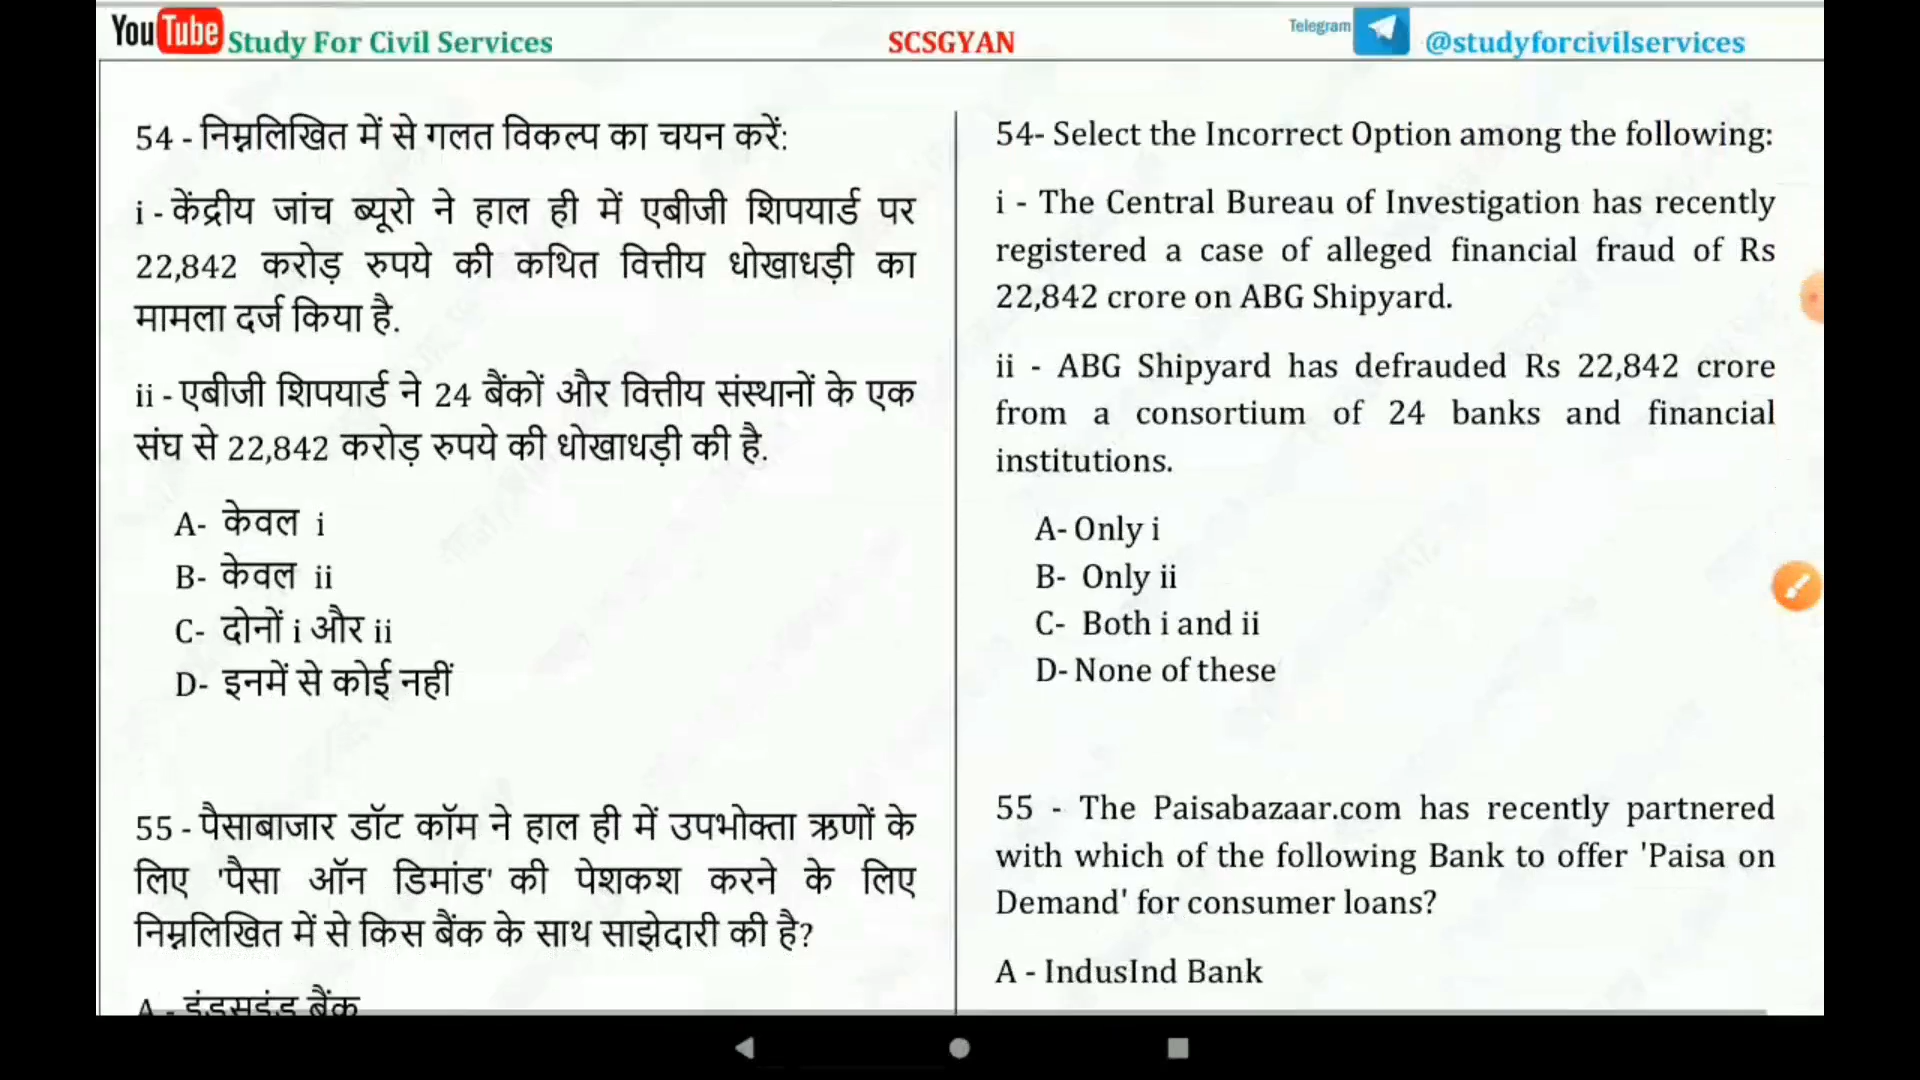 YouTube Study For Civil Services
SCSGYAN
Telegram @studyforcivilservices
54 - निम्नलिखित में से गलत विकल्प का चयन करें:
i - केंद्रीय जांच ब्यूरो ने हाल ही में एबीजी शिपयार्ड पर
22,842 करोड़ रुपये की कथित वित्तीय धोखाधड़ी का
मामला दर्ज किया है.
ii - एबीजी शिपयार्ड ने 24 बैंकों और वित्तीय संस्थानों के एक
संघ से 22,842 करोड़ रुपये की धोखाधड़ी की है.
A- केवल i
B- केवल ii
C- दोनों i और ii
D- इनमें से कोई नहीं
55 - पैसाबाजार डॉट कॉम ने हाल ही में उपभोक्ता ऋणों के
लिए 'पैसा ऑन डिमांड' की पेशकश करने के लिए
निम्नलिखित में से किस बैंक के साथ साझेदारी की है?
A - इंडसइंड बैंक
54- Select the Incorrect Option among the following:
i - The Central Bureau of Investigation has recently
registered a case of alleged financial fraud of Rs
22,842 crore on ABG Shipyard.
ii - ABG Shipyard has defrauded Rs 22,842 crore
from a consortium of 24 banks and financial
institutions.
A- Only i
B- Only ii
C- Both i and ii
D- None of these
55 - The Paisabazaar.com has recently partnered
with which of the following Bank to offer 'Paisa on
Demand' for consumer loans?
A - IndusInd Bank